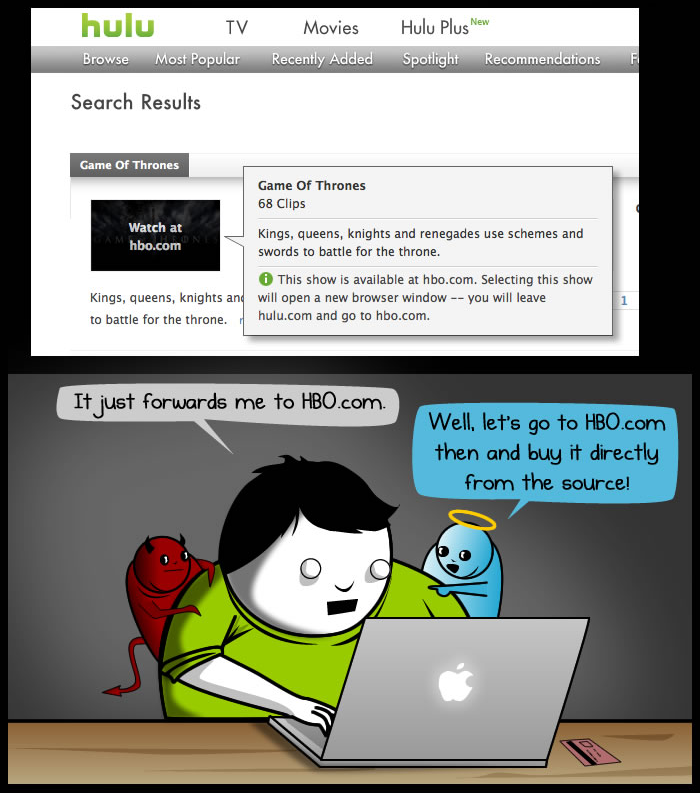 hulu TV Movies Hulu Plus New
Browse Most Popular Recently Added Spotlight Recommendations
Search Results
Game Of Thrones
Watch at
hbo.com
Game Of Thrones
68 Clips
Kings, queens, knights and renegades use schemes and
swords to battle for the throne.
This show is available at hbo.com. Selecting this show
will open a new browser window -- you will leave
hulu.com and go to hbo.com.
Kings, queens, knights and
to battle for the throne.
1
It just forwards me to HBO.com.
Well, let's go to HBO.com
then and buy it directly
from the source!